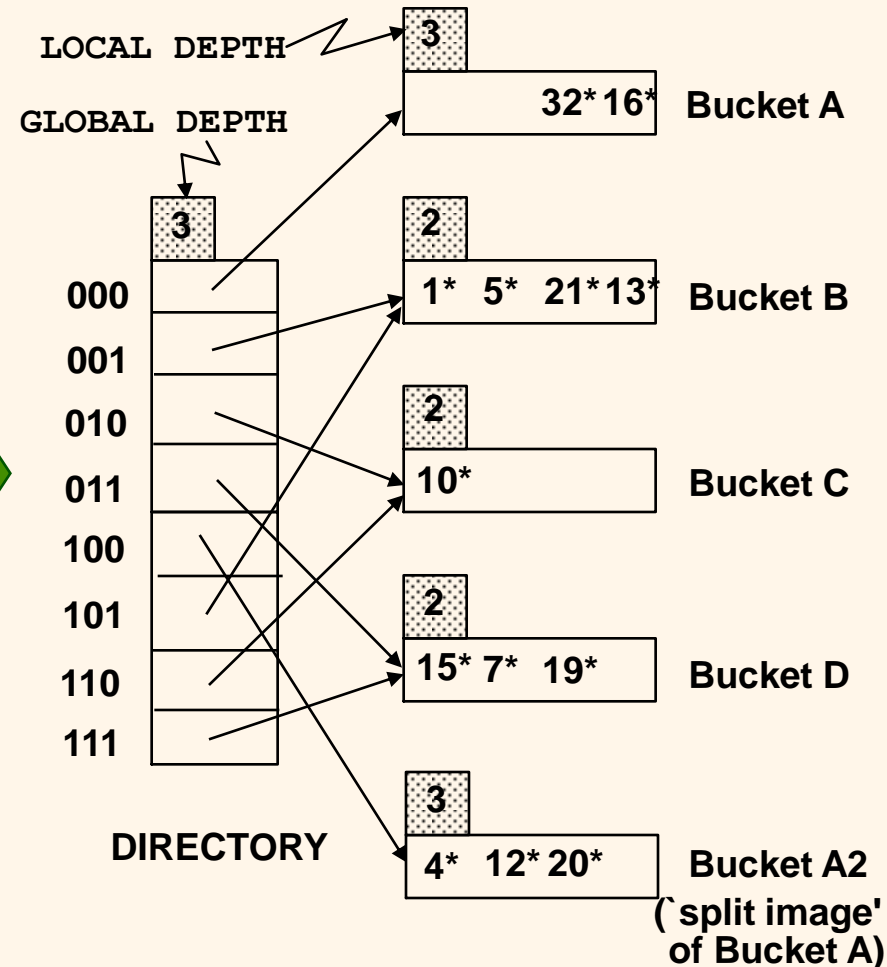 LOCAL DEPTH
3
32* 16*
Bucket A
GLOBAL DEPTH
3
2
1* 5* 21* 13*
Bucket B
000
001
010
011
100
101
110
111
2
10*
Bucket C
2
15* 7* 19*
Bucket D
DIRECTORY
3
4* 12* 20*
Bucket A2
(`split image'
of Bucket A)